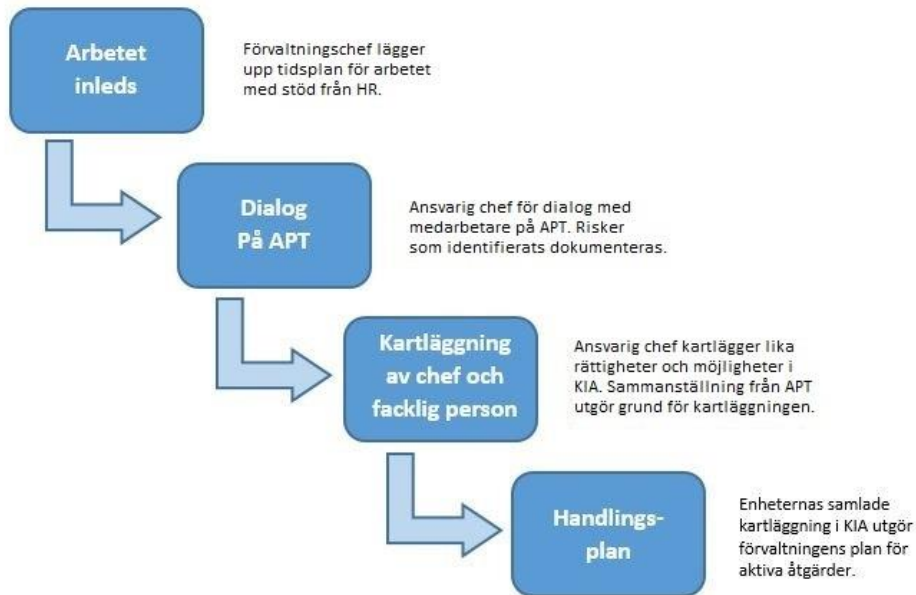 Arbetet
inleds
Förvaltningschef lägger
upp tidsplan för arbetet
med stöd från HR.
Dialog
På APT
Ansvarig chef för dialog med
medarbetare på APT. Risker
som identifierats dokumenteras.
Kartläggning
av chef och
facklig person
Ansvarig chef kartlägger lika
rättigheter och möjligheter i
KIA. Sammanställning från APT
utgör grund för kartläggningen.
Handlings-
plan
Enheternas samlade
kartläggning i KIA utgör
förvaltningens plan för
aktiva åtgärder.